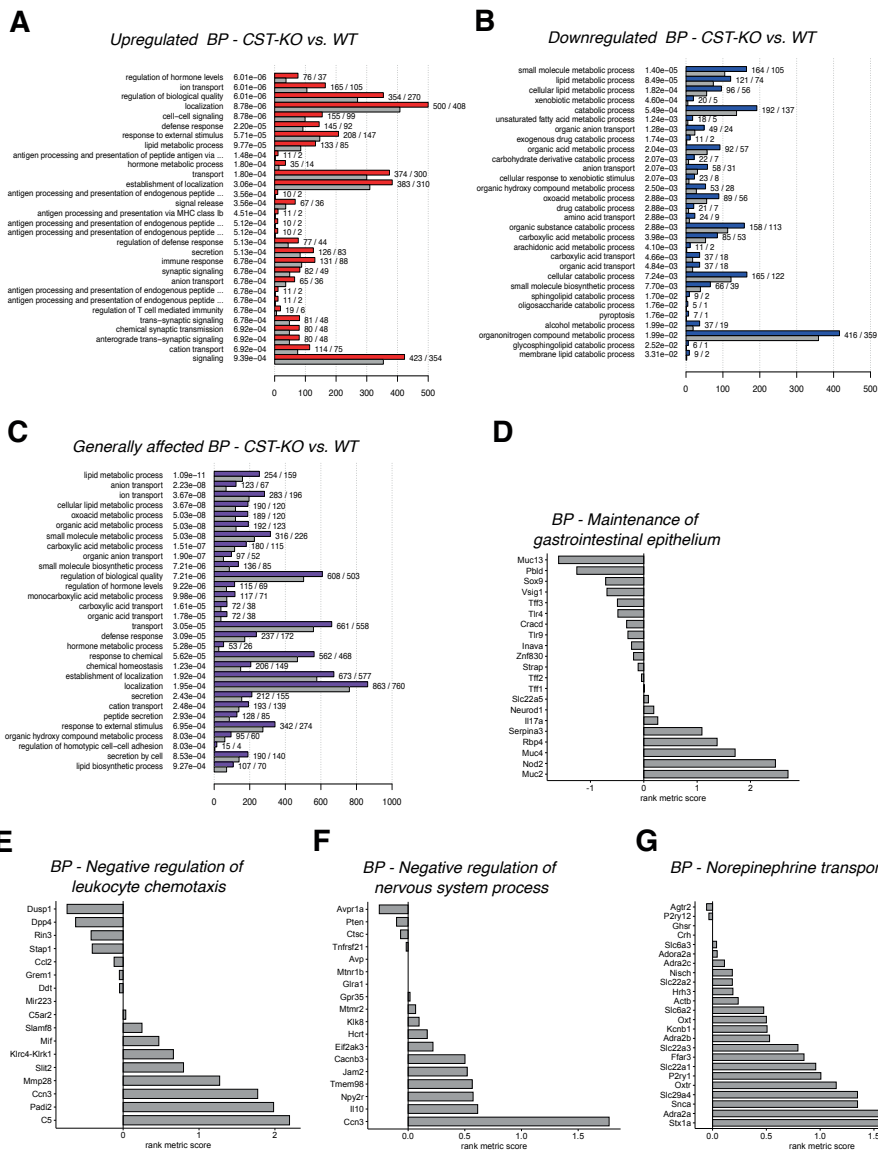 A
Upregulated BP - CST-KO vs. WT
regulation of hormone levels 6.01e−06 76 / 37
ion transport 6.01e−06 165 / 105
regulation of biological quality 6.01e−06 354 / 270
localization 8.78e−06 500 / 408
cell−cell signaling 8.78e−06 155 / 99
defense response 2.20e−05 145 / 92
response to external stimulus 5.71e−05 208 / 147
lipid metabolic process 9.77e−05 133 / 85
antigen processing and presentation of peptide antigen via ... 1.48e−04 11 / 2
hormone metabolic process 1.80e−04 35 / 14
transport 1.80e−04 374 / 300
establishment of localization 3.06e−04 383 / 310
antigen processing and presentation of endogenous peptide ... 3.56e−04 10 / 2
signal release 3.56e−04 67 / 36
antigen processing and presentation via MHC class Ib 4.51e−04 11 / 2
antigen processing and presentation of endogenous peptide ... 5.12e−04 10 / 2
antigen processing and presentation of endogenous peptide ... 5.12e−04 10 / 2
regulation of defense response 5.13e−04 77 / 44
secretion 5.13e−04 126 / 83
immune response 6.78e−04 131 / 88
synaptic signaling 6.78e−04 82 / 49
anion transport 6.78e−04 65 / 36
antigen processing and presentation of endogenous peptide ... 6.78e−04 11 / 2
antigen processing and presentation of endogenous peptide ... 6.78e−04 11 / 2
regulation of T cell mediated immunity 6.78e−04 19 / 6
trans−synaptic signaling 6.78e−04 81 / 48
chemical synaptic transmission 6.92e−04 80 / 48
anterograde trans−synaptic signaling 6.92e−04 80 / 48
cation transport 6.92e−04 114 / 75
signaling 9.39e−04 423 / 354
0 100 200 300 400 500
B
Downregulated BP - CST-KO vs. WT
small molecule metabolic process 1.40e−05 164 / 105
lipid metabolic process 8.49e−05 121 / 74
cellular lipid metabolic process 1.82e−04 96 / 56
xenobiotic metabolic process 4.60e−04 20 / 5
catabolic process 5.49e−04 192 / 137
unsaturated fatty acid metabolic process 1.24e−03 18 / 5
organic anion transport 1.28e−03 49 / 24
exogenous drug catabolic process 1.74e−03 11 / 2
organic acid metabolic process 2.04e−03 92 / 57
carbohydrate derivative catabolic process 2.07e−03 22 / 7
anion transport 2.07e−03 58 / 31
cellular response to xenobiotic stimulus 2.07e−03 23 / 8
organic hydroxy compound metabolic process 2.50e−03 53 / 28
oxoacid metabolic process 2.88e−03 89 / 56
drug catabolic process 2.88e−03 21 / 7
amino acid transport 2.88e−03 24 / 9
organic substance catabolic process 2.88e−03 158 / 113
carboxylic acid metabolic process 3.98e−03 85 / 53
arachidonic acid metabolic process 4.10e−03 11 / 2
carboxylic acid transport 4.66e−03 37 / 18
organic acid transport 4.84e−03 37 / 18
cellular catabolic process 7.24e−03 165 / 122
small molecule biosynthetic process 7.70e−03 66 / 39
sphingolipid catabolic process 1.70e−02 9 / 2
oligosaccharide catabolic process 1.76e−02 5 / 1
pyroptosis 1.76e−02 7 / 1
alcohol metabolic process 1.99e−02 37 / 19
organonitrogen compound metabolic process 1.99e−02 416 / 359
glycosphingolipid catabolic process 2.52e−02 6 / 1
membrane lipid catabolic process 3.31e−02 9 / 2
0 100 200 300 400 500
C
Generally affected BP - CST-KO vs. WT
lipid metabolic process 1.09e−11 254 / 159
anion transport 2.23e−08 123 / 67
ion transport 3.67e−08 283 / 196
cellular lipid metabolic process 3.67e−08 190 / 120
oxoacid metabolic process 5.03e−08 189 / 120
organic acid metabolic process 5.03e−08 192 / 123
small molecule metabolic process 5.03e−08 316 / 226
carboxylic acid metabolic process 1.51e−07 180 / 115
organic anion transport 1.90e−07 97 / 52
small molecule biosynthetic process 7.21e−06 136 / 85
regulation of biological quality 7.21e−06 608 / 503
regulation of hormone levels 9.22e−06 115 / 69
monocarboxylic acid metabolic process 9.98e−06 117 / 71
carboxylic acid transport 1.61e−05 72 / 38
organic acid transport 1.78e−05 72 / 38
transport 3.05e−05 661 / 558
defense response 3.09e−05 237 / 172
hormone metabolic process 5.28e−05 53 / 26
response to chemical 5.62e−05 562 / 468
chemical homeostasis 1.23e−04 206 / 149
establishment of localization 1.92e−04 673 / 577
localization 1.95e−04 863 / 760
secretion 2.43e−04 212 / 155
cation transport 2.48e−04 193 / 139
peptide secretion 2.93e−04 128 / 85
response to external stimulus 6.95e−04 342 / 274
organic hydroxy compound metabolic process 8.03e−04 95 / 60
regulation of homotypic cell−cell adhesion 8.03e−04 15 / 4
secretion by cell 8.53e−04 190 / 140
lipid biosynthetic process 9.27e−04 107 / 70
0 200 400 600 800 1000
D
BP - Maintenance of
gastrointestinal epithelium
Muc13
Pbld
Sox9
Vsig1
Tff3
Tlr4
Cracd
Tlr9
Inava
Znf830
Strap
Tff2
Tff1
Slc22a5
Neurod1
Il17a
Serpina3
Rbp4
Muc4
Nod2
Muc2
-1 0 1 2
rank metric score
E
BP - Negative regulation of
leukocyte chemotaxis
Dusp1
Dpp4
Rin3
Stap1
Ccl2
Grem1
Ddt
Mir223
C5ar2
Slamf8
Mif
Klrc4-Klrk1
Slit2
Mmp28
Ccn3
Padi2
C5
0 1 2
rank metric score
F
BP - Negative regulation of
nervous system process
Avpr1a
Pten
Ctsc
Tnfrsf21
Avp
Mtnr1b
Glra1
Gpr35
Mtmr2
Klk8
Hcrt
Eif2ak3
Cacnb3
Jam2
Tmem98
Npy2r
Il10
Ccn3
0.0 0.5 1.0 1.5
rank metric score
G
BP - Norepinephrine transpor
Agtr2
P2ry12
Ghsr
Crh
Slc6a3
Adora2a
Adra2c
Nisch
Slc22a2
Hrh3
Actb
Slc6a2
Oxt
Kcnb1
Adra2b
Slc22a3
Ffar3
Slc22a1
P2ry1
Oxtr
Slc29a4
Snca
Adra2a
Stx1a
0.0 0.5 1.0 1.5
rank metric score